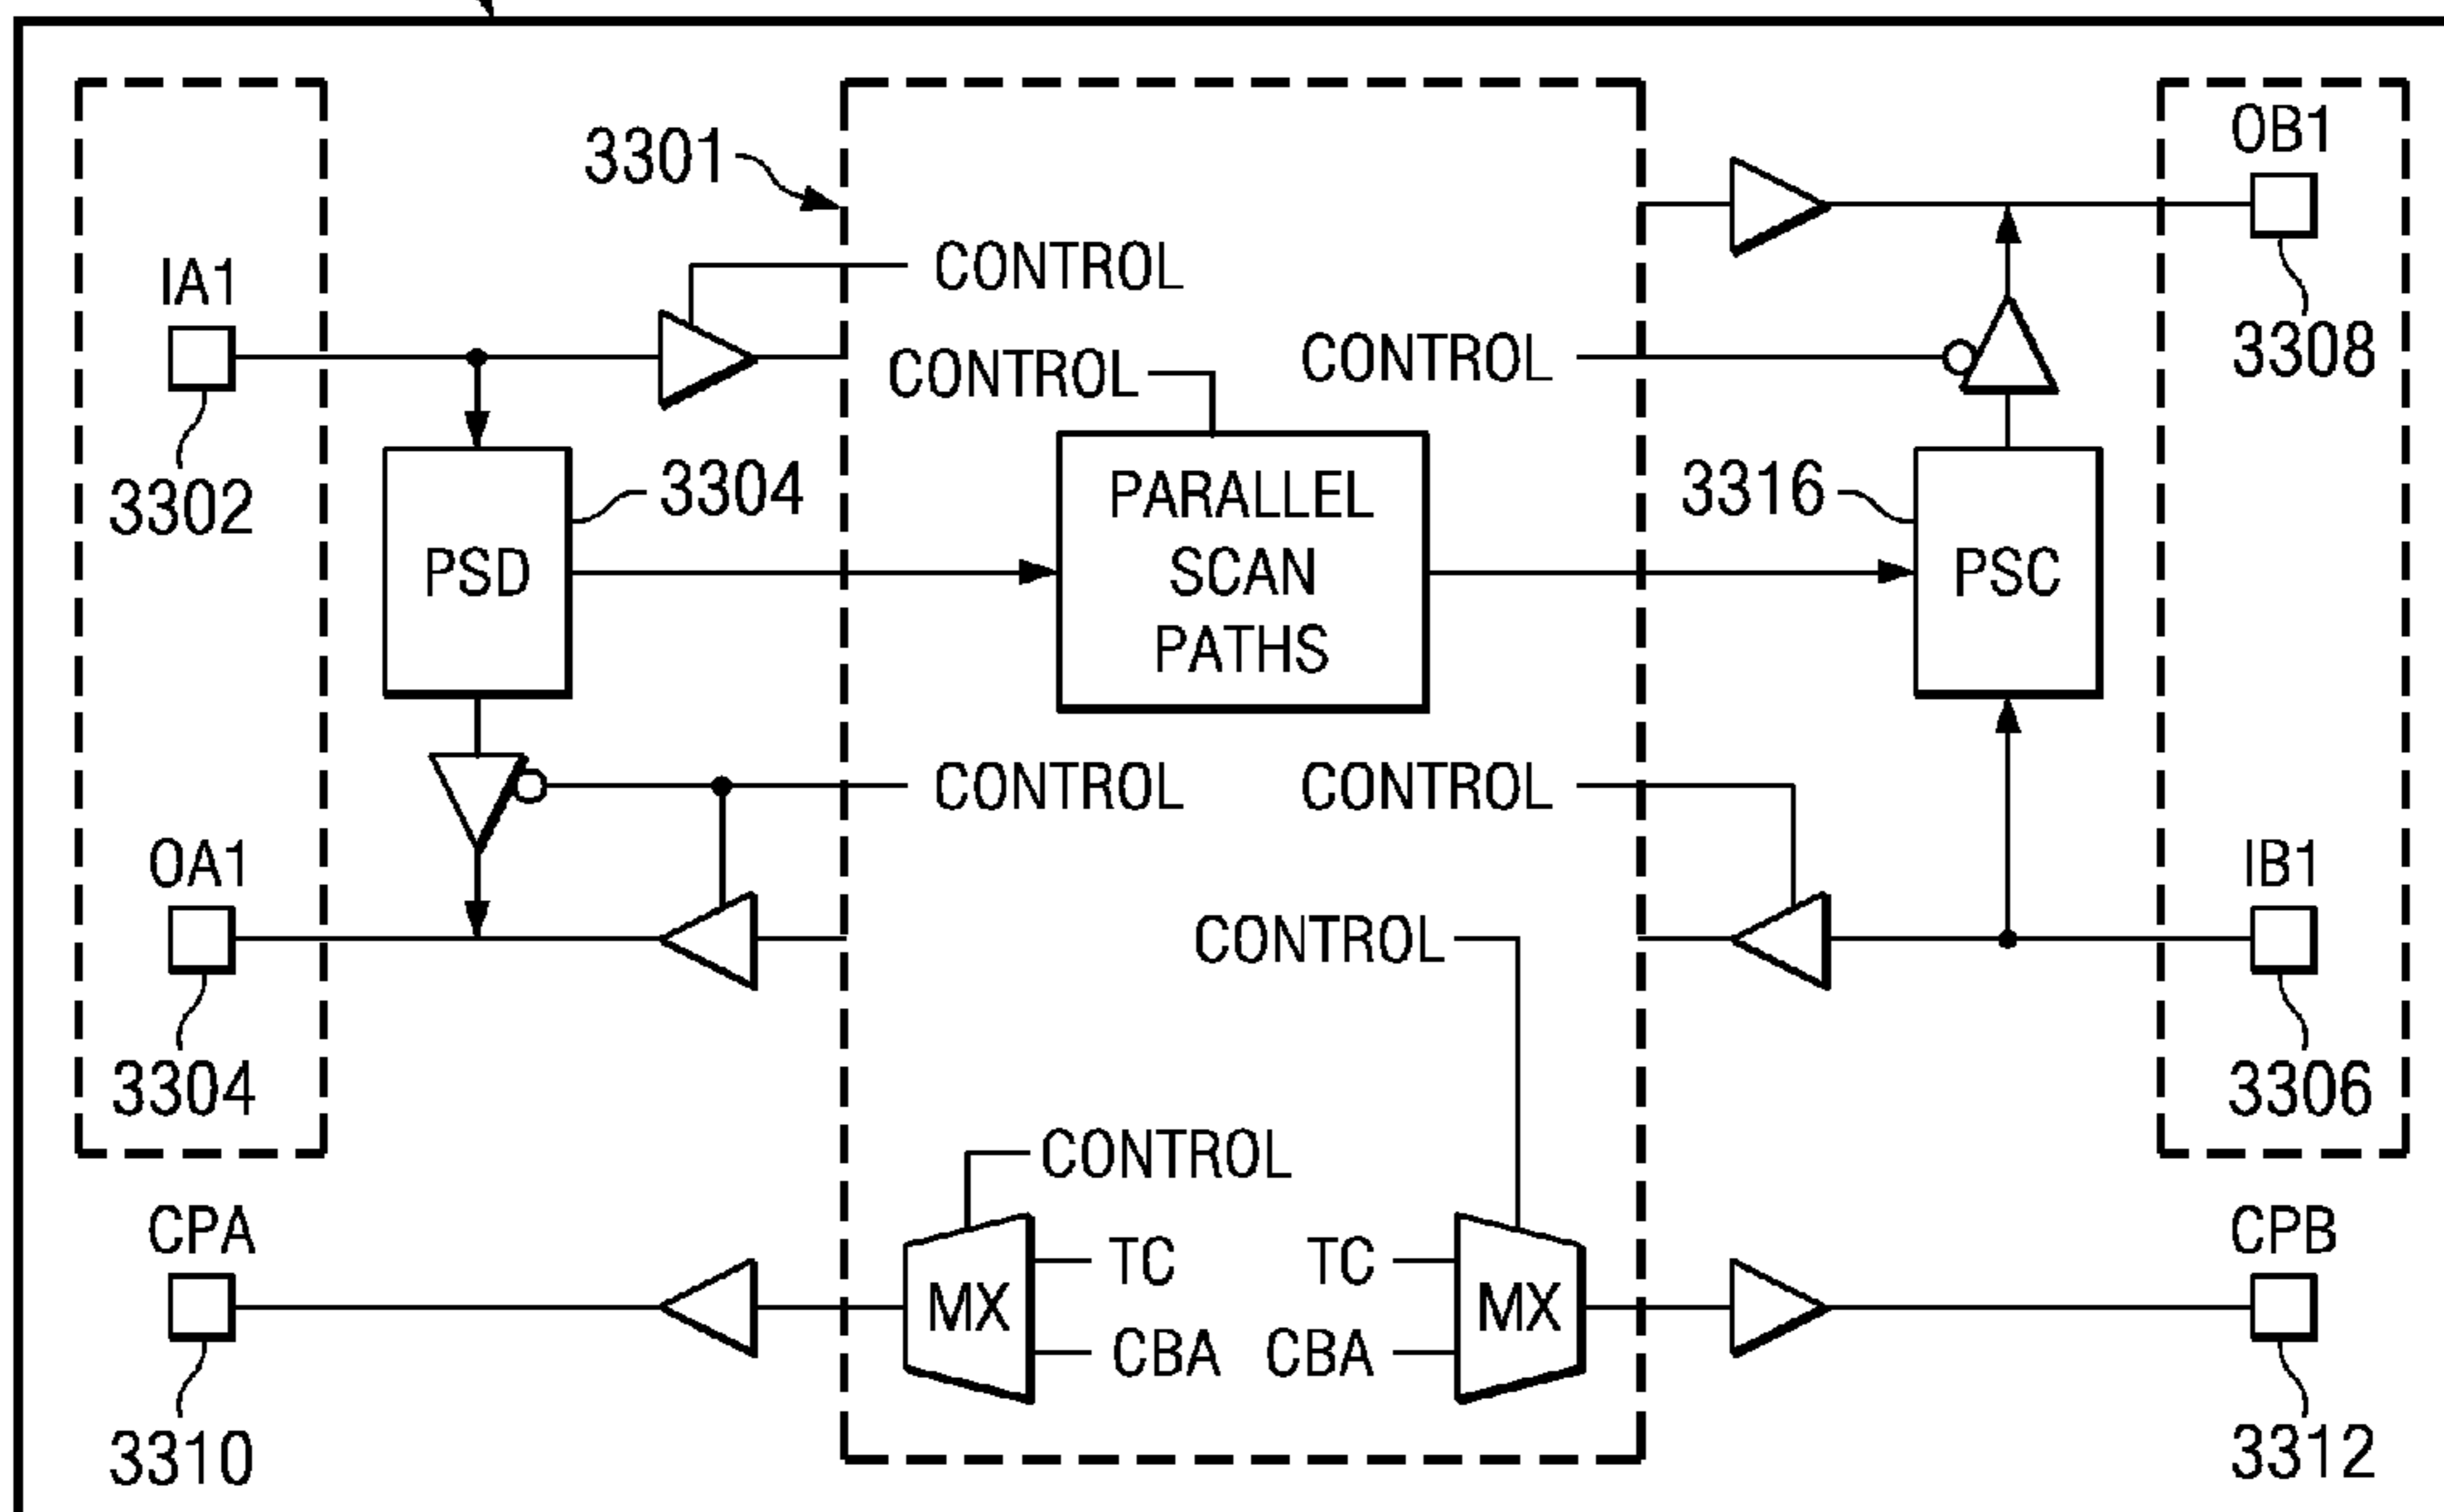 OB1
3301
CONTROL
IA1
3308
CONTROL
CONTROL
3302
3304
PARALLEL
SCAN
PATHS
3316
PSD
PSC
CONTROL
CONTROL
OA1
IB1
CONTROL
3304
3306
CONTROL
CPA
CPB
TC
TC
MX
MX
CBA
CBA
3310
3312